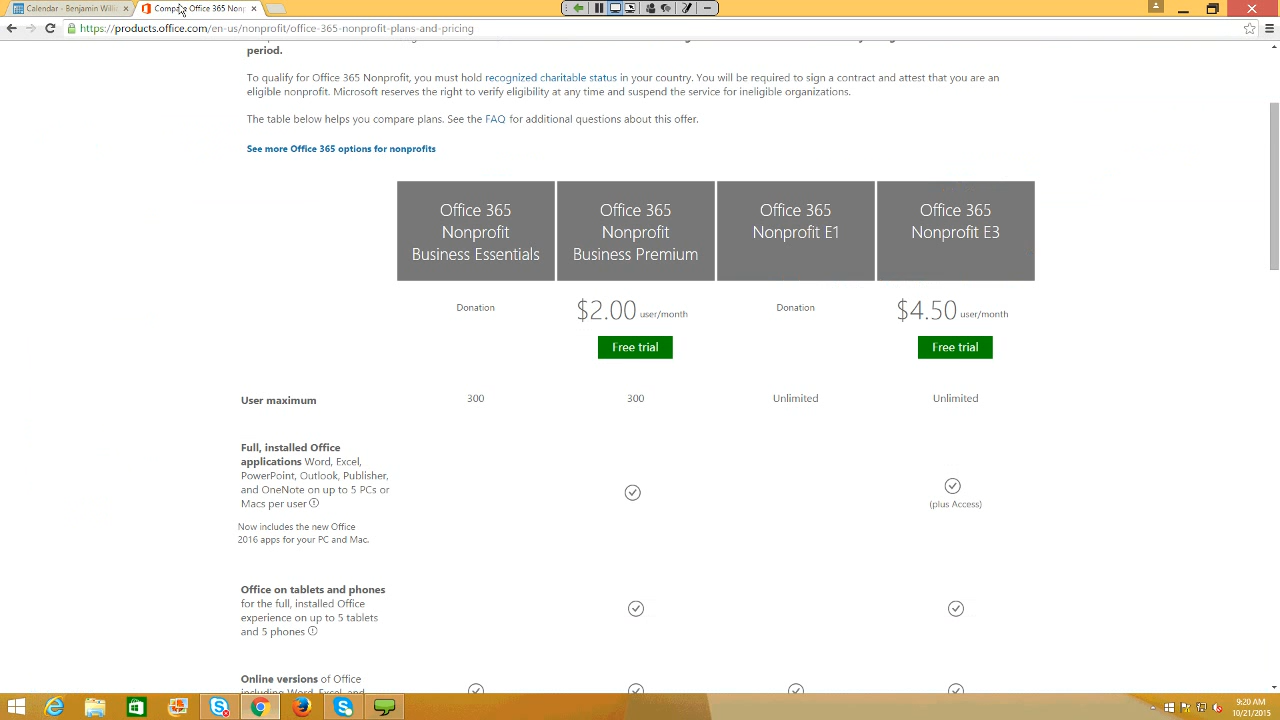 Calendar - Benjamin Willi
Compare Office 365 Nonp
https://products.office.com/en-us/nonprofit/office-365-nonprofit-plans-and-pricing
period.
To qualify for Office 365 Nonprofit, you must hold recognized charitable status in your country. You will be required to sign a contract and attest that you are an
eligible nonprofit. Microsoft reserves the right to verify eligibility at any time and suspend the service for ineligible organizations.
The table below helps you compare plans. See the FAQ for additional questions about this offer.
See more Office 365 options for nonprofits
Office 365
Nonprofit
Business Essentials
Office 365
Nonprofit
Business Premium
Office 365
Nonprofit E1
Office 365
Nonprofit E3
Donation
$2.00 user/month
Donation
$4.50 user/month
Free trial
Free trial
User maximum
300
300
Unlimited
Unlimited
Full, installed Office
applications Word, Excel,
PowerPoint, Outlook, Publisher,
and OneNote on up to 5 PCs or
Macs per user
(plus Access)
Now includes the new Office
2016 apps for your PC and Mac.
Office on tablets and phones
for the full, installed Office
experience on up to 5 tablets
and 5 phones
Online versions of Office
including Word, Excel, and
9:20 AM
10/21/2015